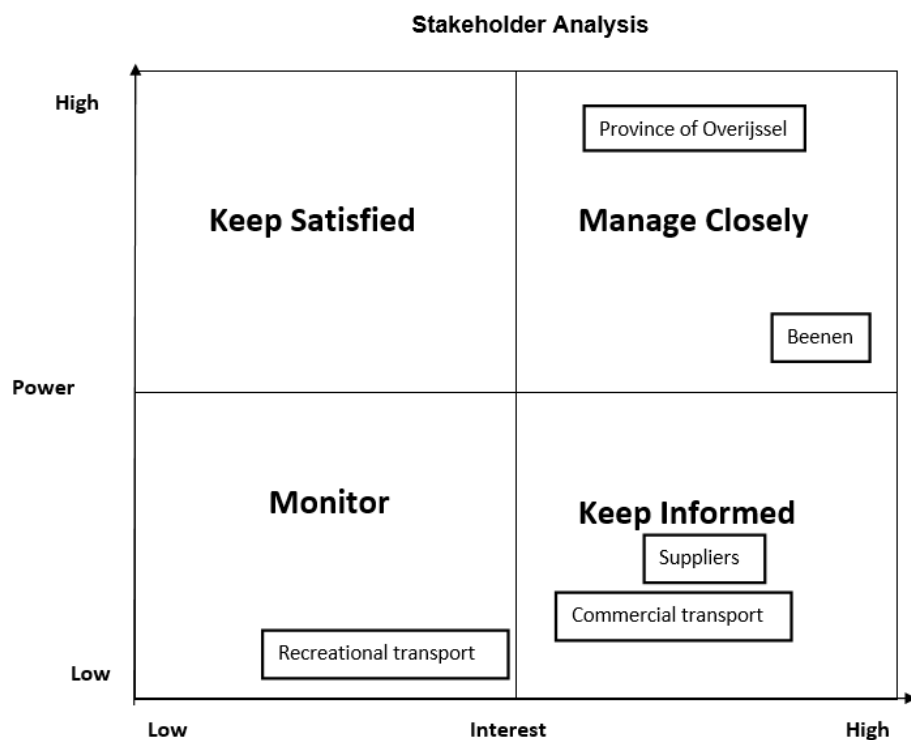 Stakeholder Analysis
High
Province of Overijssel
Keep Satisfied
Manage Closely
Beenen
Power
Monitor
Keep Informed
Suppliers
Commercial transport
Recreational transport
Low
Low
Interest
High